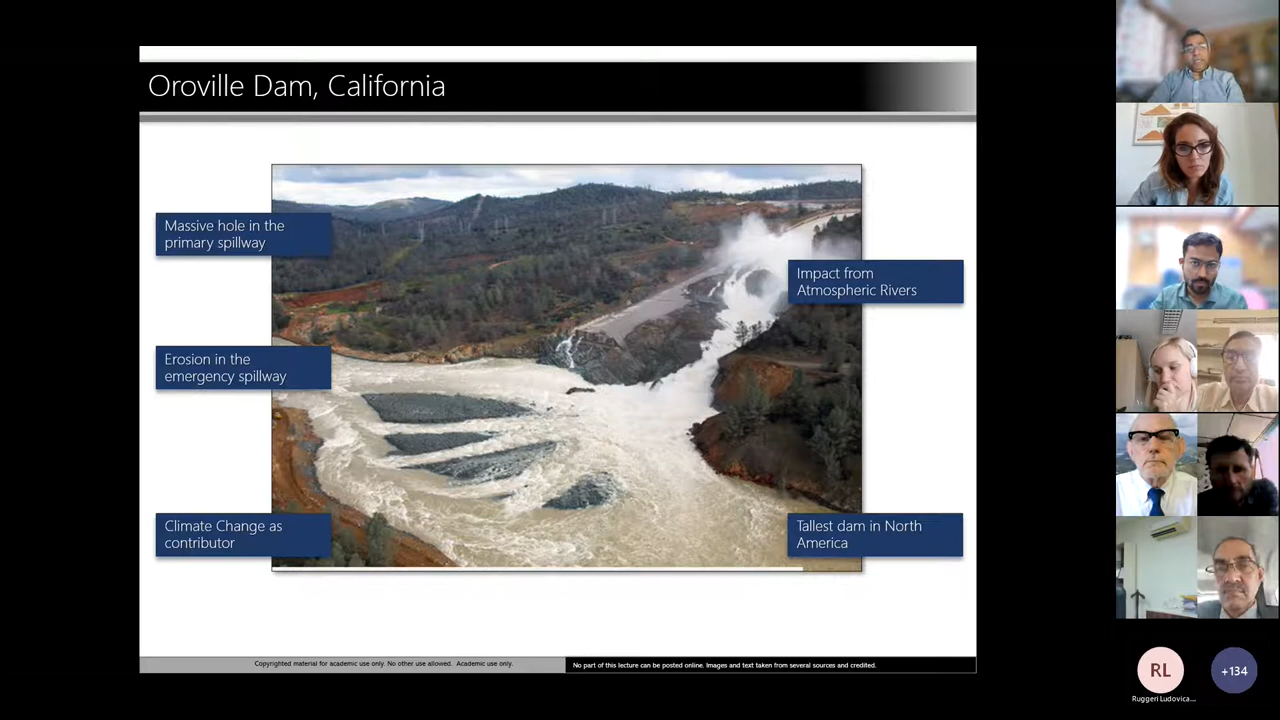 Oroville Dam, California
Massive hole in the
primary spillway
Impact from
Atmospheric Rivers
Erosion in the
emergency spillway
Climate Change as
contributor
Tallest dam in North
America
Copyrighted material for academic use only. No other use allowed.  Academic use only.
No part of this lecture can be posted online. Images and text taken from several sources and credited.
RL
+134
Ruggeri Ludovica...